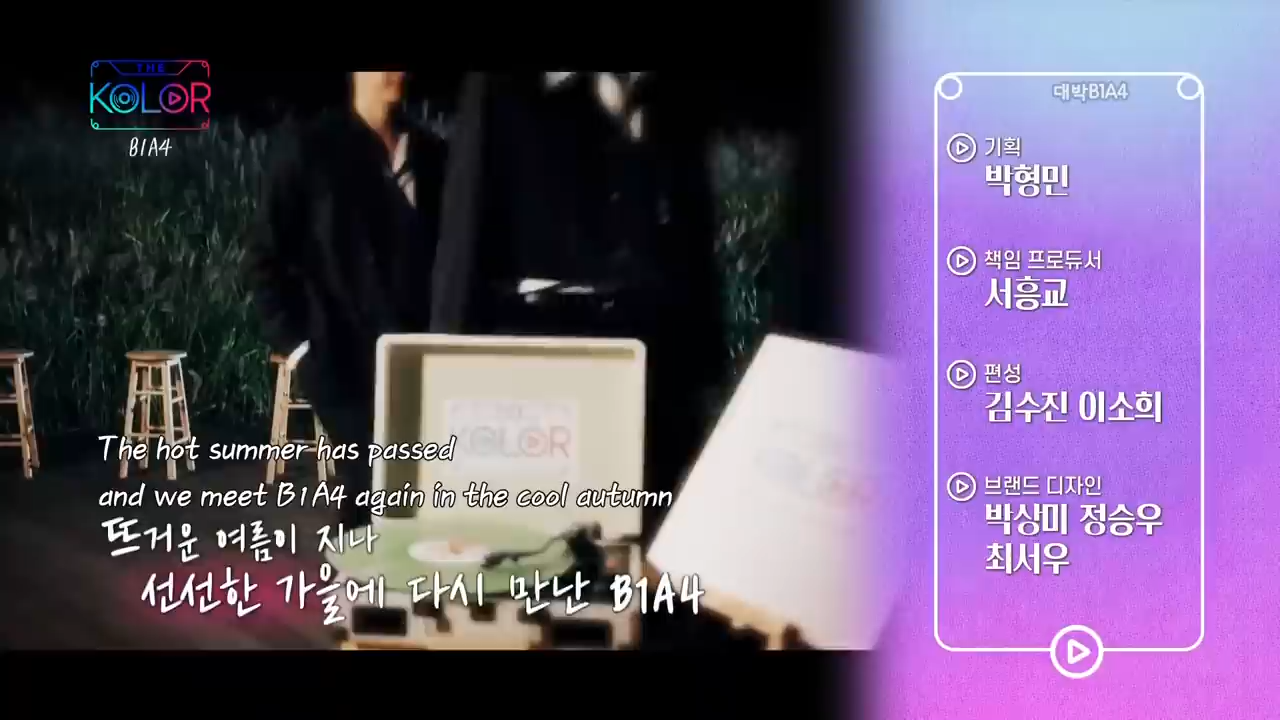 THE
KOLOR
B1A4
KOLOR
The hot summer has passed
and we meet B1A4 again in the cool autumn
뜨거운 여름이 지나
선선한 가을에 다시 만난 B1A4
대박B1A4
기획
박형민
책임 프로듀서
서흥교
편성
김수진 이소희
브랜드 디자인
박상미 정승우
최서우